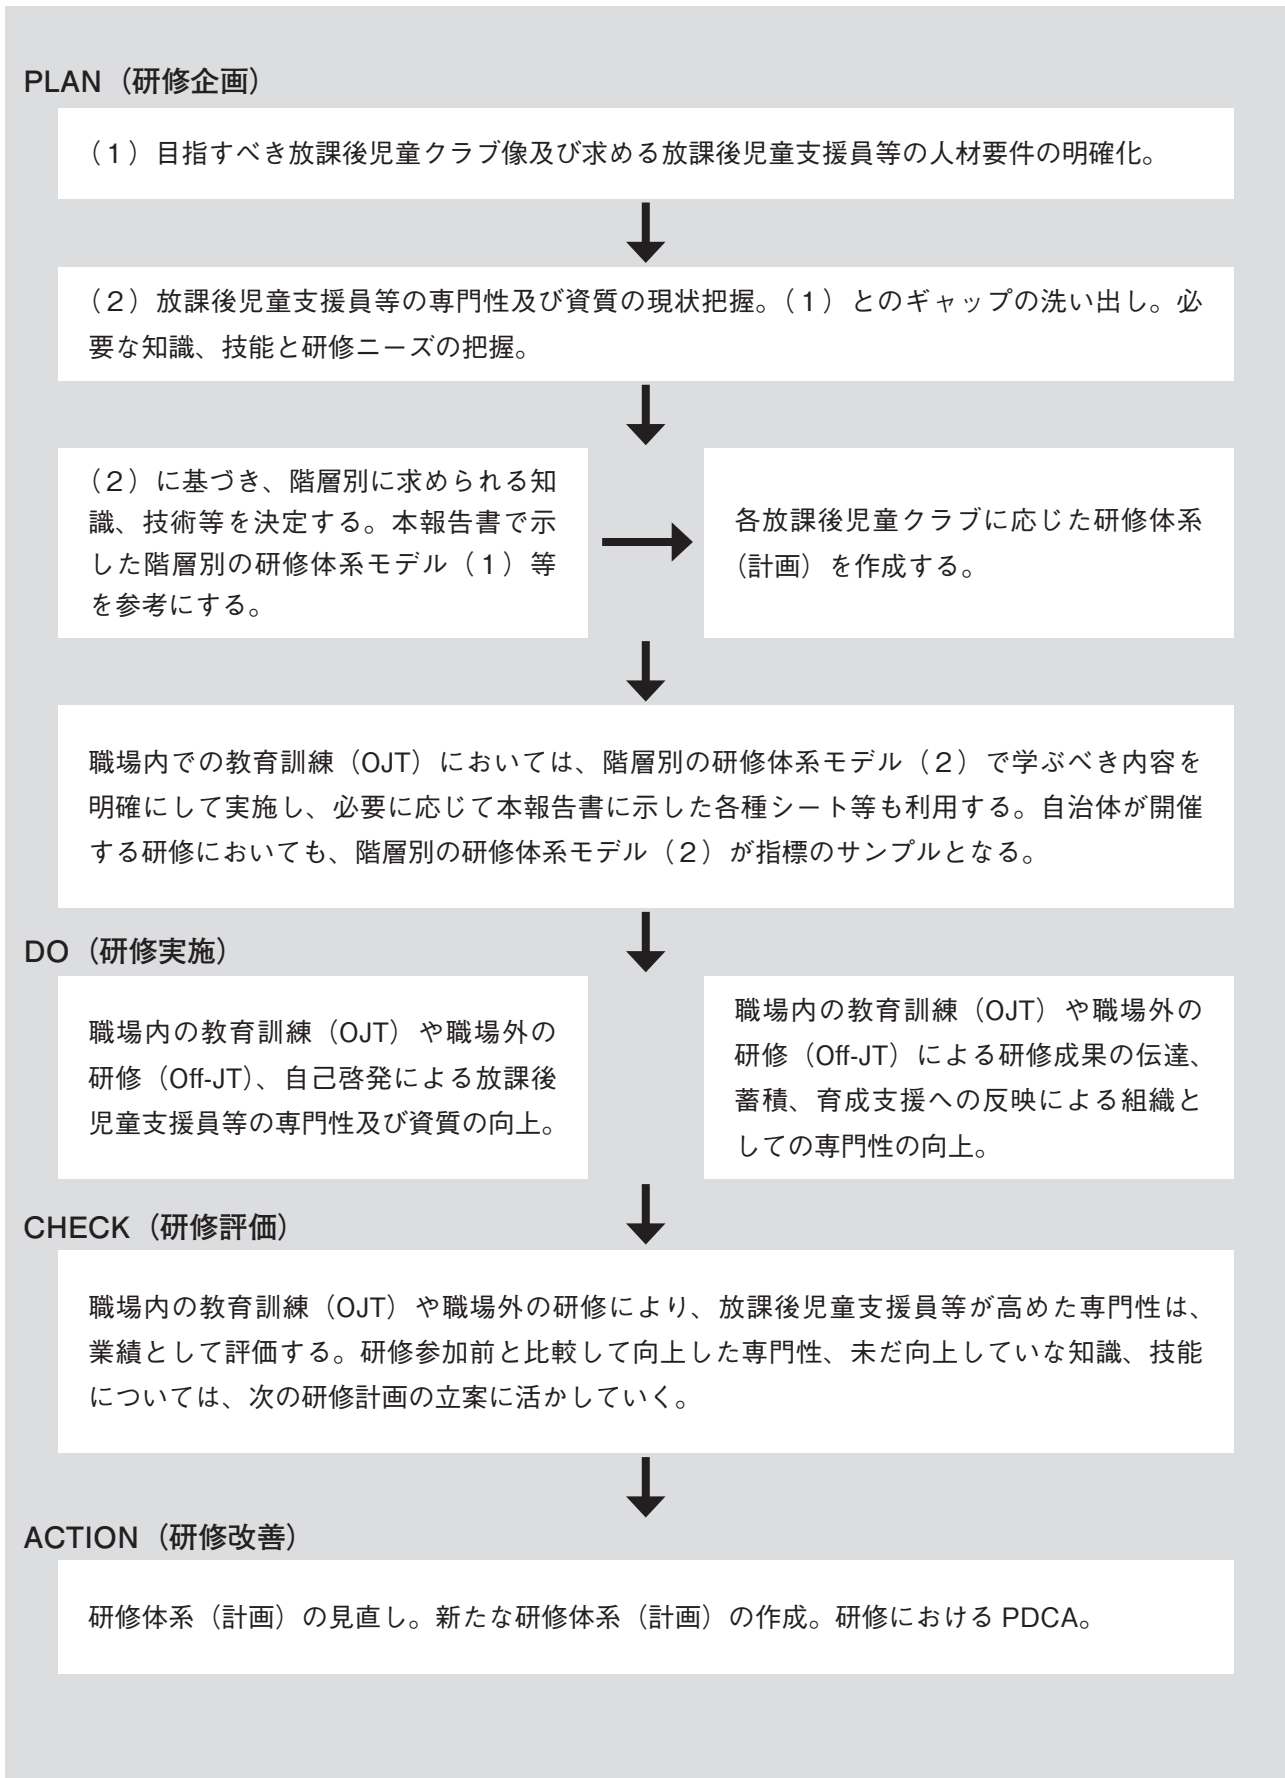 PLAN（研修企画）
（1）目指すべき放課後児童クラブ像及び求める放課後児童支援員等の人材要件の明確化。
（2）放課後児童支援員等の専門性及び資質の現状把握。（1）とのギャップの洗い出し。必
要な知識、技能と研修ニーズの把握。
（2）に基づき、階層別に求められる知
識、技術等を決定する。本報告書で示
した階層別の研修体系モデル（1）等
を参考にする。
各放課後児童クラブに応じた研修体系
（計画）を作成する。
職場内での教育訓練（OJT）においては、階層別の研修体系モデル（2）で学ぶべき内容を
明確にして実施し、必要に応じて本報告書に示した各種シート等も利用する。自治体が開催
する研修においても、階層別の研修体系モデル（2）が指標のサンプルとなる。
DO（研修実施）
職場内の教育訓練（OJT）や職場外の
研修（Off-JT）、自己啓発による放課後
児童支援員等の専門性及び資質の向上。
職場内の教育訓練（OJT）や職場外の
研修（Off-JT）による研修成果の伝達、
蓄積、育成支援への反映による組織と
しての専門性の向上。
CHECK（研修評価）
職場内の教育訓練（OJT）や職場外の研修により、放課後児童支援員等が高めた専門性は、
業績として評価する。研修参加前と比較して向上した専門性、未だ向上していな知識、技能
については、次の研修計画の立案に活かしていく。
ACTION（研修改善）
研修体系（計画）の見直し。新たな研修体系（計画）の作成。研修における PDCA。